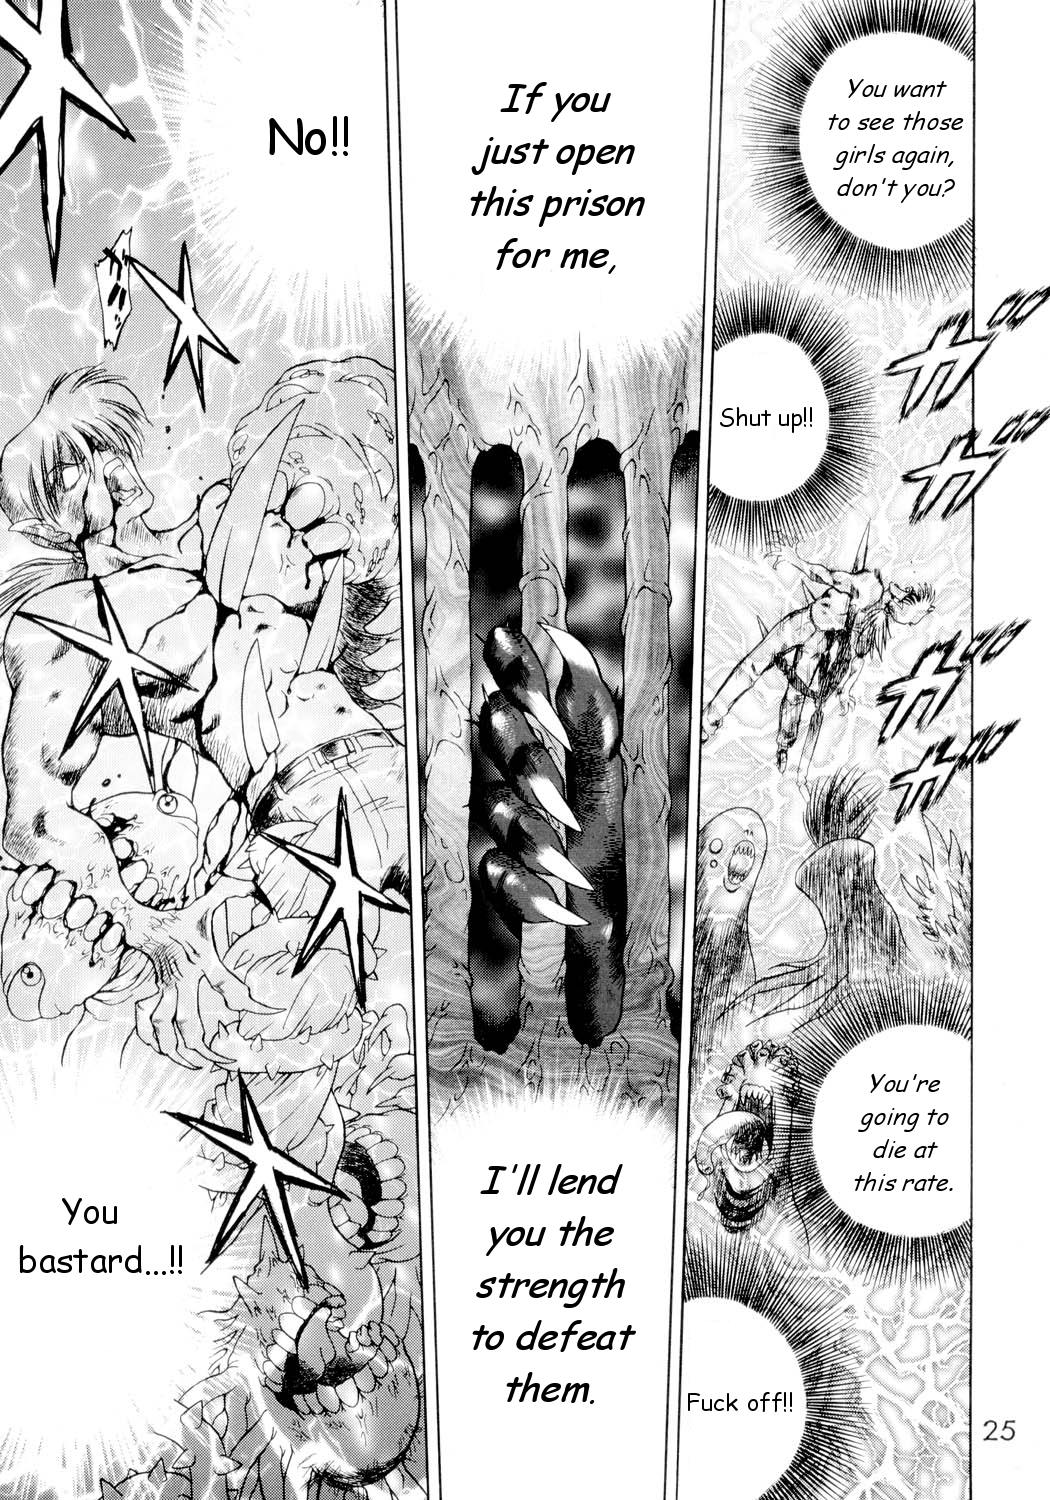 You want
to see those
girls again,
don't you?
Shut up!!
You're
going to
die at
this rate.
Fuck off!!
If you
just open
this prison
for me,
I'll lend
you the
strength
to defeat
them.
No!!
You
bastard...!!
25